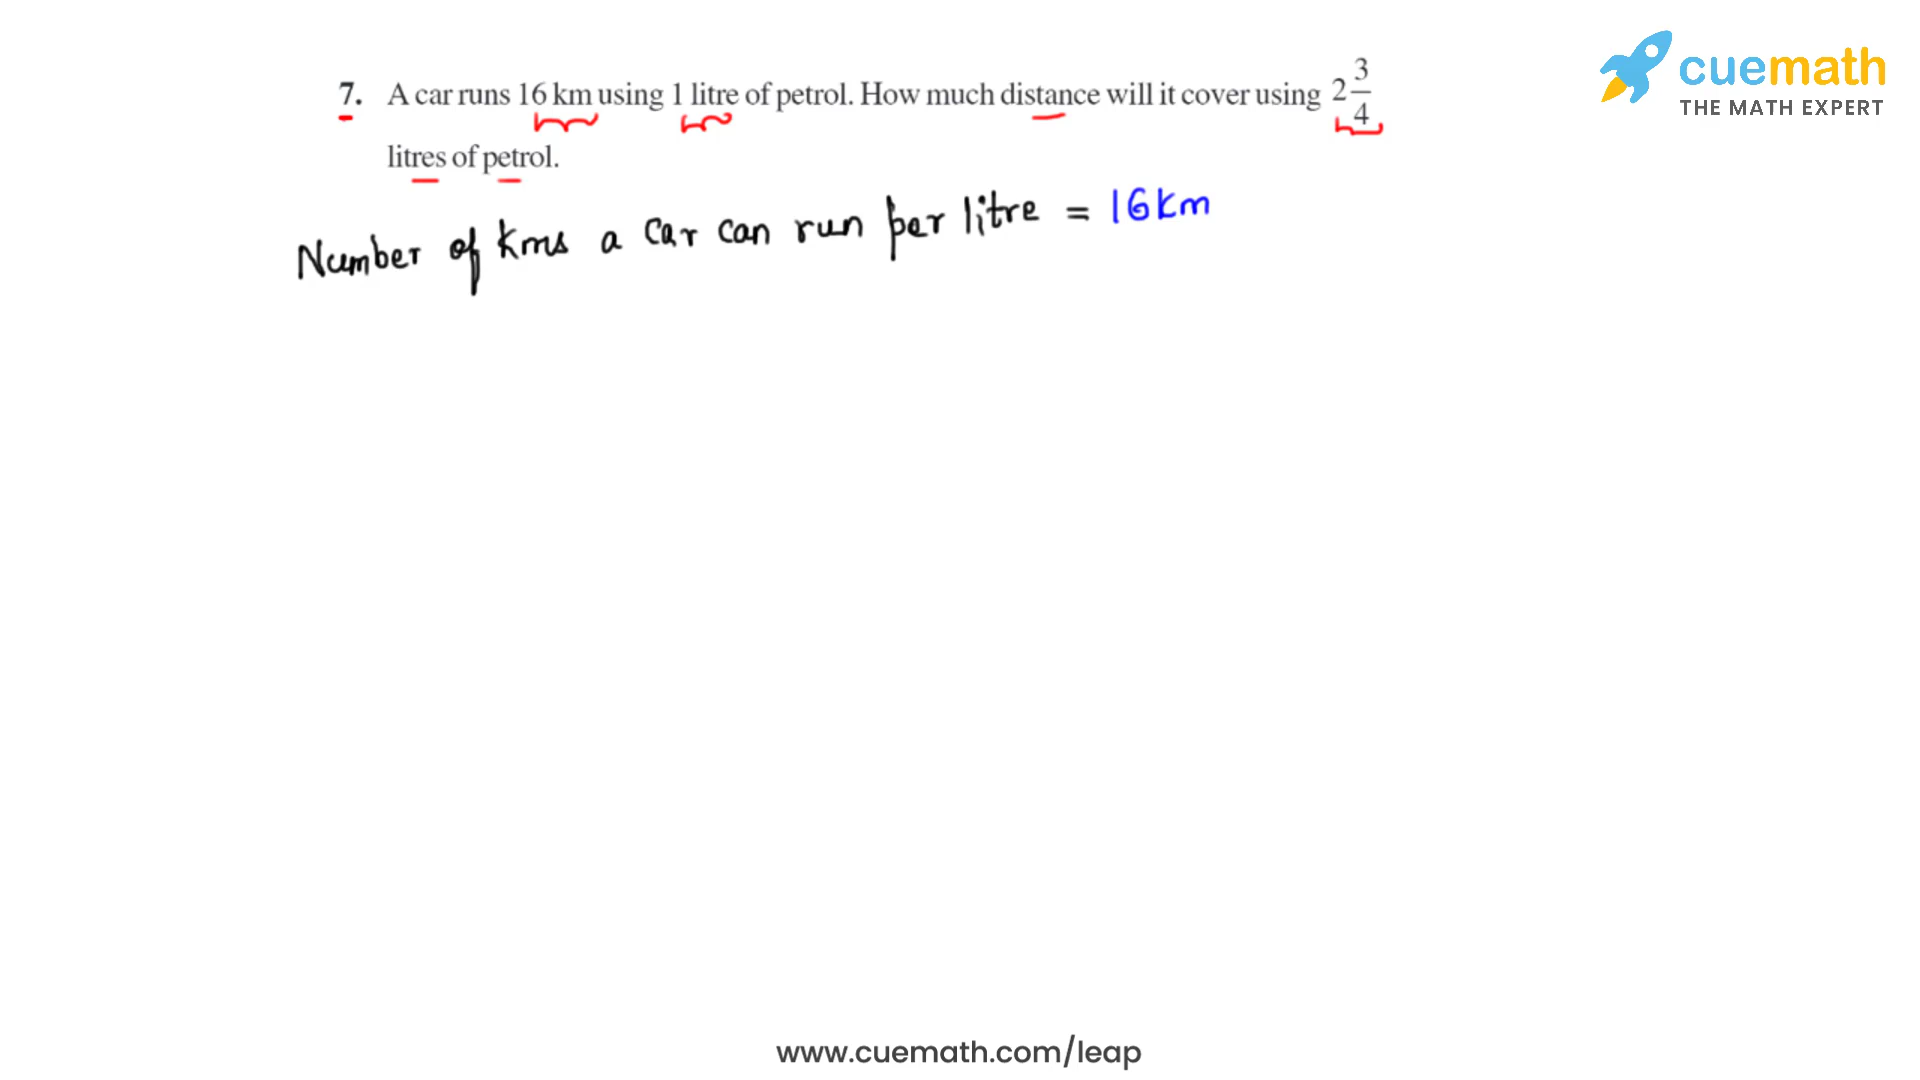 cuemath
THE MATH EXPERT
7. A car runs 16 km using 1 litre of petrol. How much distance will it cover using 2 3/4
litres of petrol.
Number of kms a car can run per litre = 16km
www.cuemath.com/leap